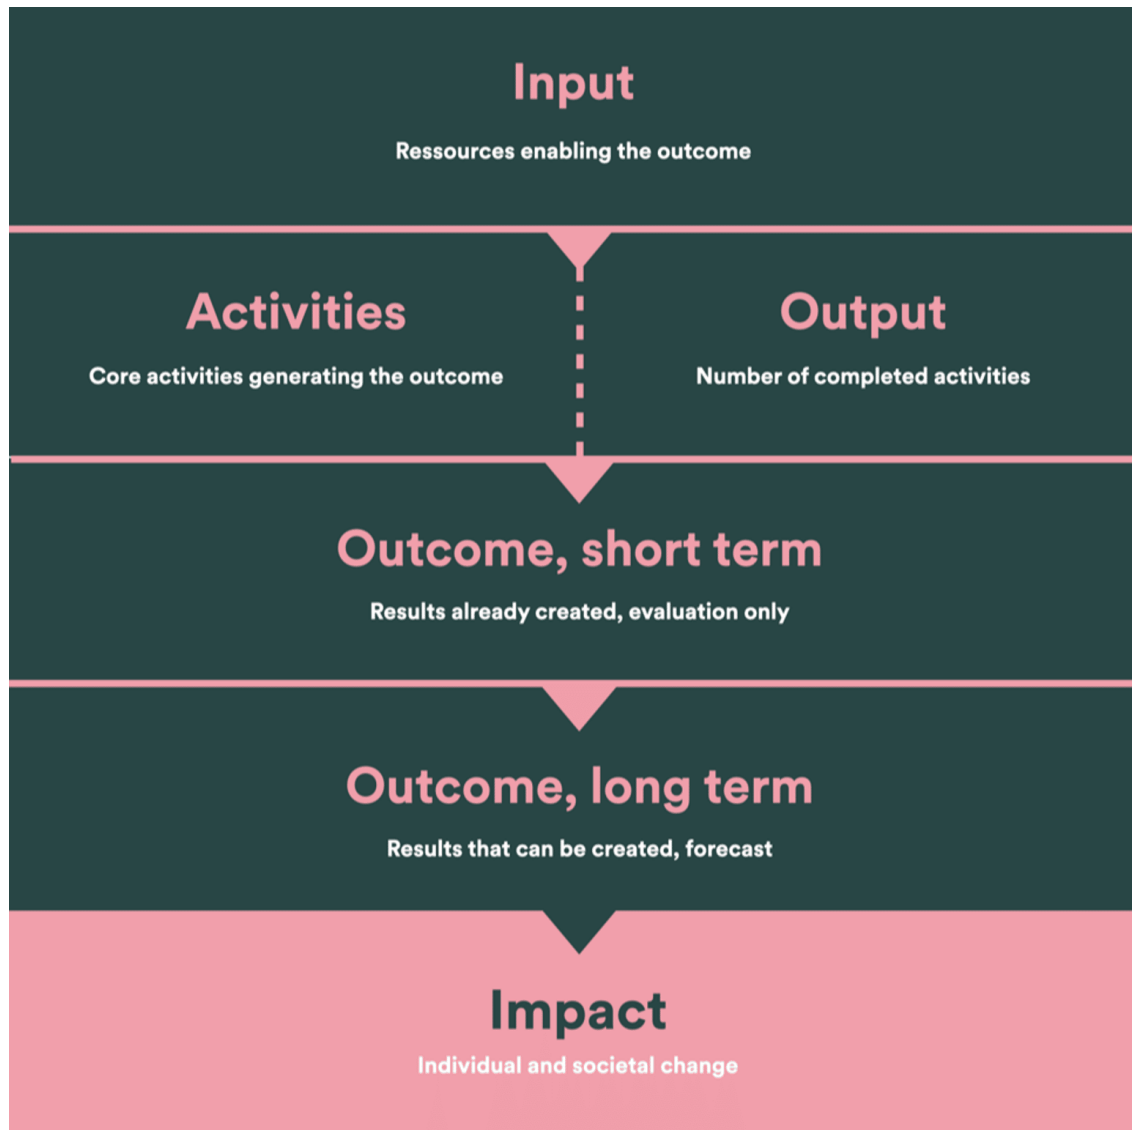 Input
Ressources enabling the outcome
Activities
Core activities generating the outcome
Output
Number of completed activities
Outcome, short term
Results already created, evaluation only
Outcome, long term
Results that can be created, forecast
Impact
Individual and societal change